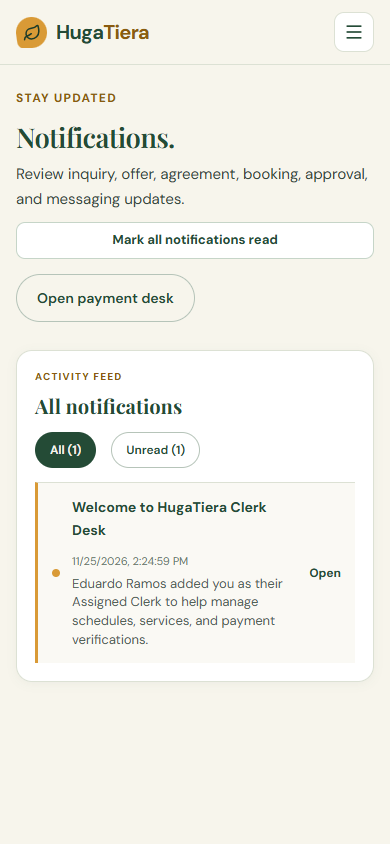 HugaTiera
STAY UPDATED
Notifications.
Review inquiry, offer, agreement, booking, approval,
and messaging updates.
Mark all notifications read
Open payment desk
ACTIVITY FEED
All notifications
All (1)
Unread (1)
Welcome to HugaTiera Clerk
Desk
11/25/2026, 2:24:59 PM
Eduardo Ramos added you as their
Assigned Clerk to help manage
schedules, services, and payment
verifications.
Open